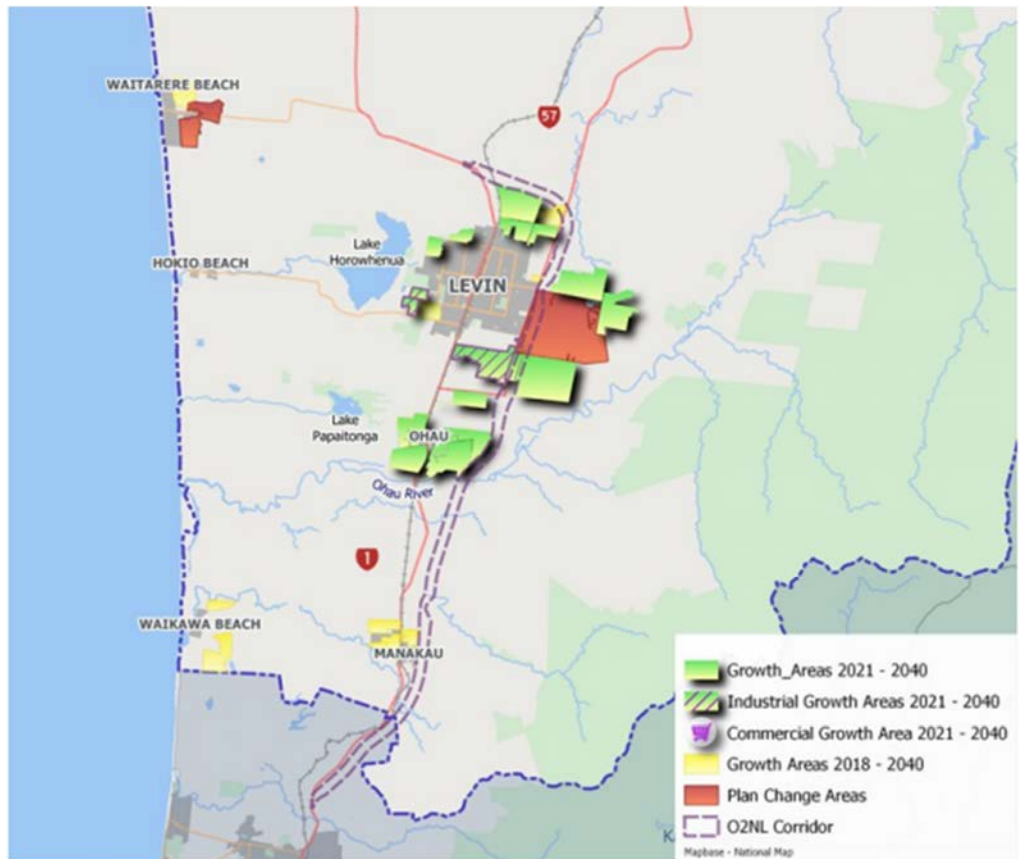 WAITARERE BEACH
57
Lake
Horowhenua
HOKIO BEACH
LEVIN
Lake
Papaitonga
OHAU
Ohau River
1
WAIKAWA BEACH
MANAKAU
Growth_Areas 2021 - 2040
Industrial Growth Areas 2021 - 2040
Commercial Growth Area 2021 - 2040
Growth Areas 2018 - 2040
Plan Change Areas
O2NL Corridor
Mapbase - National Map